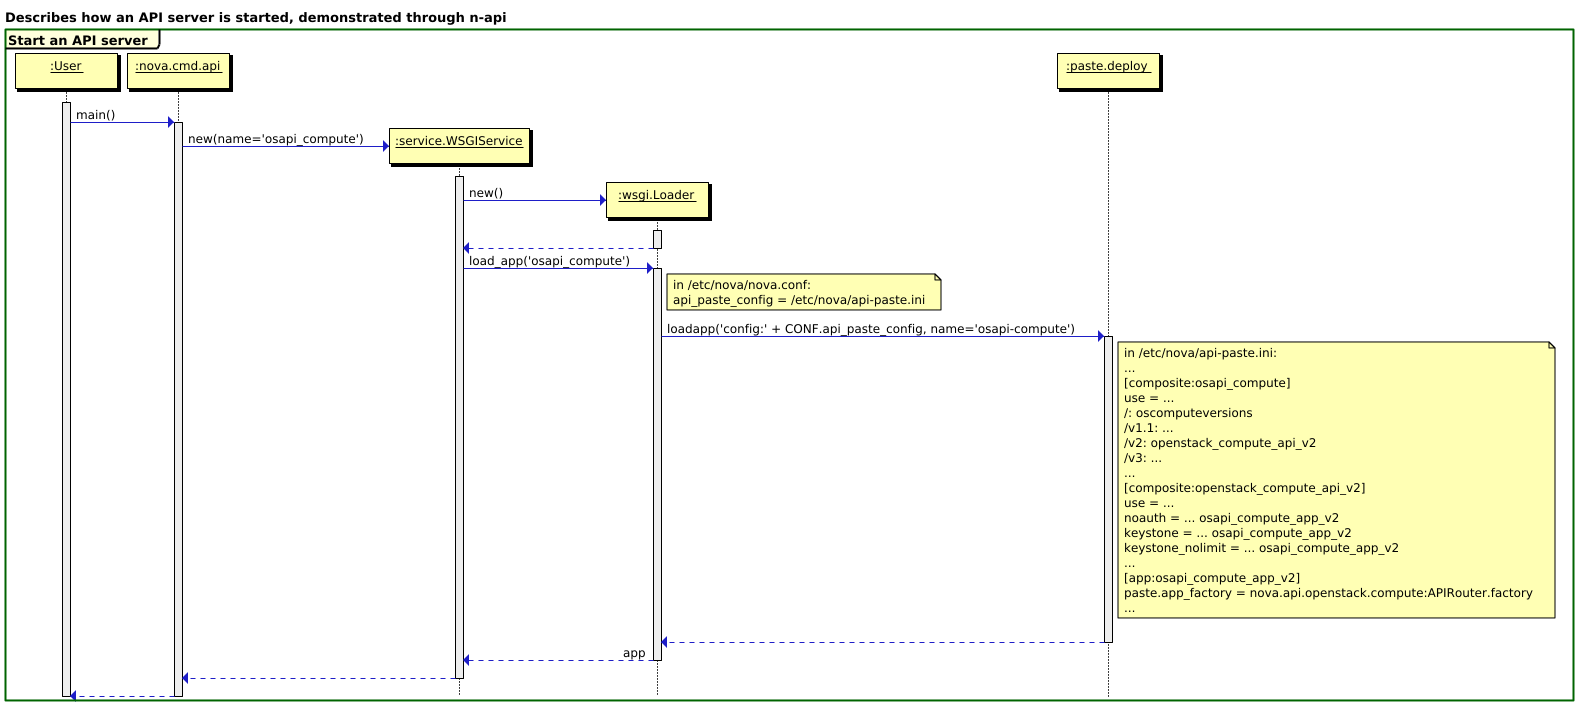 Describes how an API server is started, demonstrated through n-api
Start an API server
:User
:nova.cmd.api
:paste.deploy
main()
new(name='osapi_compute')
:service.WSGIService
new()
:wsgi.Loader
load_app('osapi_compute')
in /etc/nova/nova.conf:
api_paste_config = /etc/nova/api-paste.ini
loadapp('config:' + CONF.api_paste_config, name='osapi-compute')
in /etc/nova/api-paste.ini:
...
[composite:osapi_compute]
use = ...
/: oscomputeversions
/v1.1: ...
/v2: openstack_compute_api_v2
/v3: ...
...
[composite:openstack_compute_api_v2]
use = ...
noauth = ... osapi_compute_app_v2
keystone = ... osapi_compute_app_v2
keystone_nolimit = ... osapi_compute_app_v2
...
[app:osapi_compute_app_v2]
paste.app_factory = nova.api.openstack.compute:APIRouter.factory
...
app